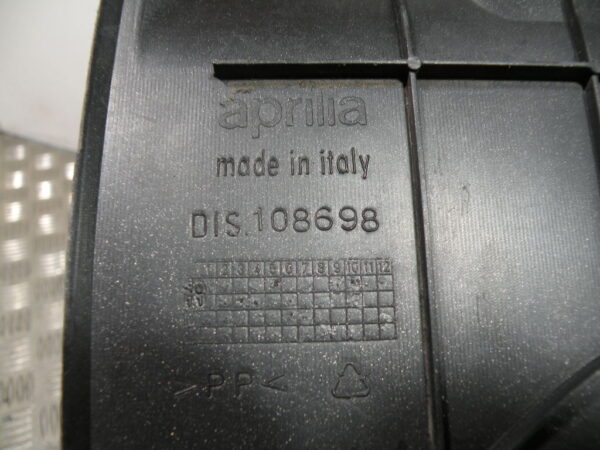 aprilia
made in italy
DIS. 108698
1 2 3 4 5 6 7 8 9 10 11 12
>PP<